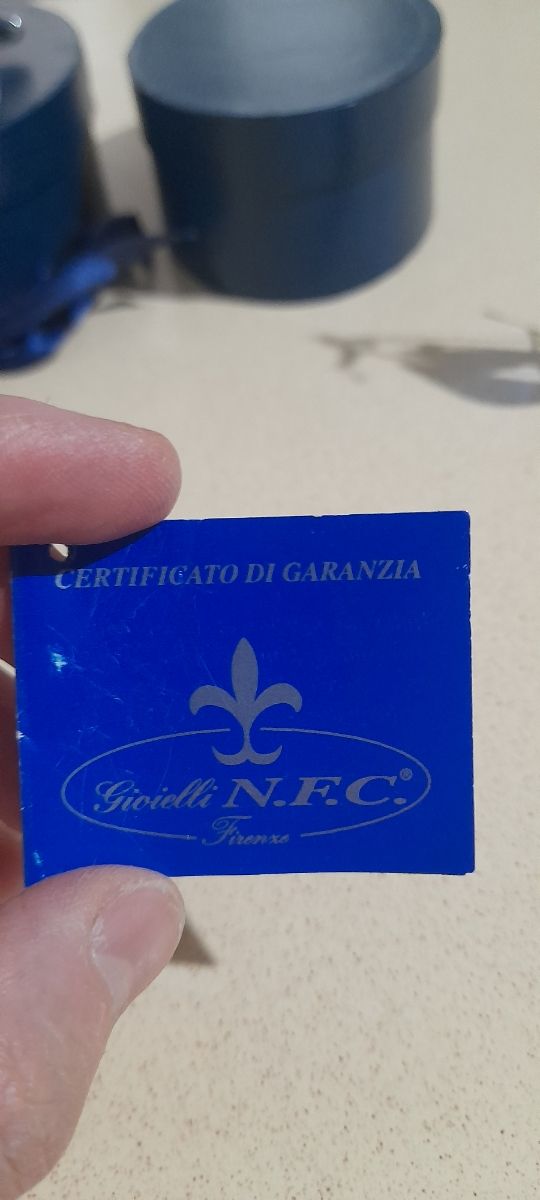 CERTIFICATO DI GARANZIA
Gioielli N.F.C.®
Firenze